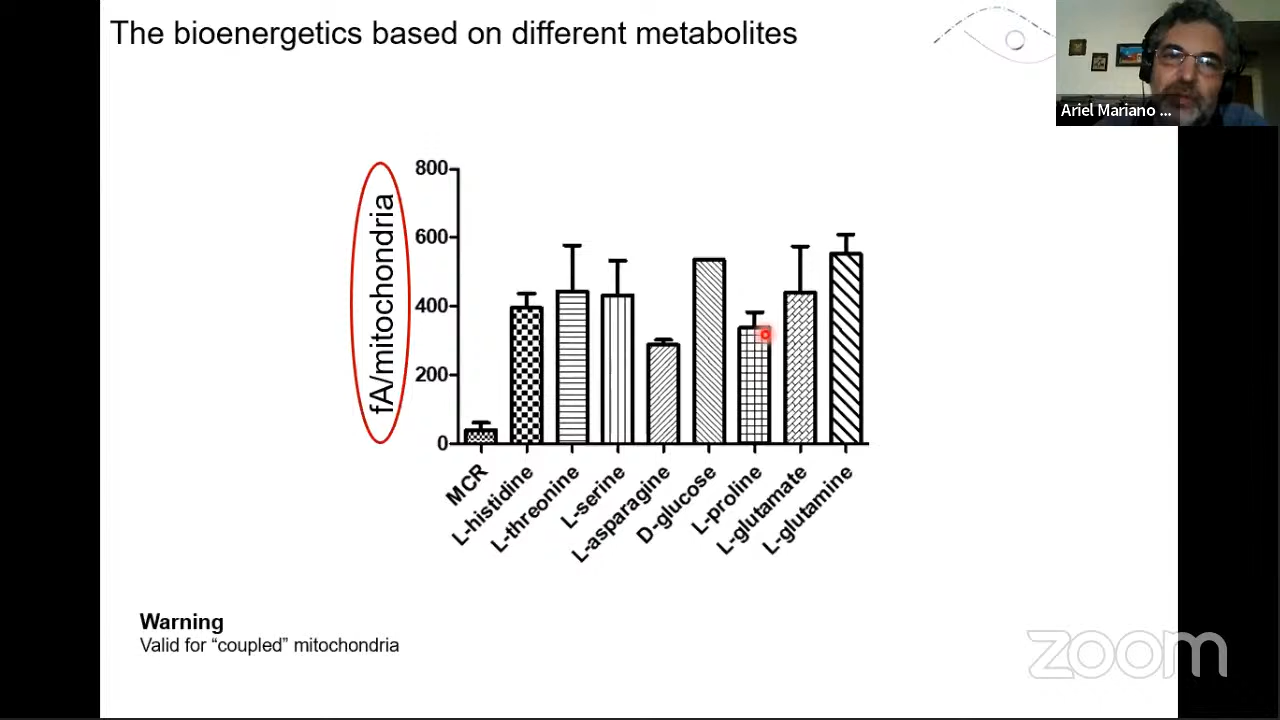 The bioenergetics based on different metabolites
Ariel Mariano ...
fA/mitochondria
800
600
400
200
0
MCR
L-histidine
L-threonine
L-serine
L-asparagine
D-glucose
L-proline
L-glutamate
L-glutamine
Warning
Valid for “coupled” mitochondria
zoom